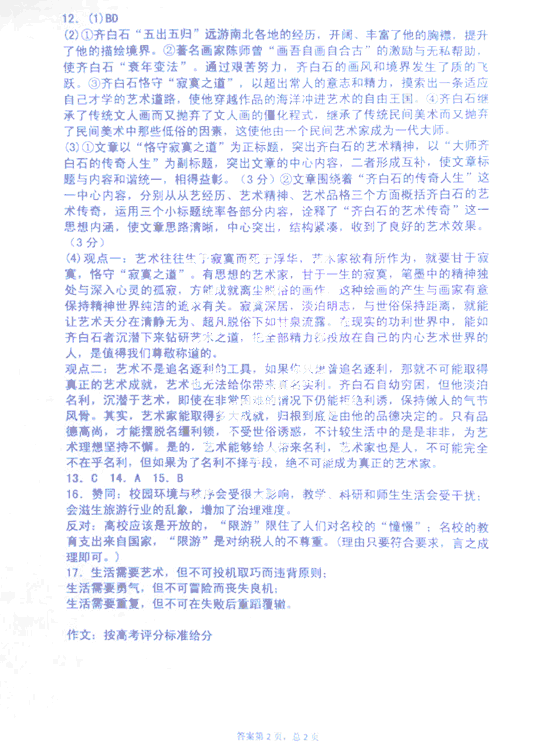 12. (1)BD
(2)①齐白石“五出五归”远游南北各地的经历，开阔、丰富了他的胸襟，提升
了他的描绘境界。②著名画家陈师曾“画吾自画自合古”的激励与无私帮助，
使齐白石“衰年变法”。通过艰苦努力，齐白石的画风和境界发生了质的飞
跃。③齐白石恪守“寂寞之道”，以超出常人的意志和精力，摸索出一条适应
自己才学的艺术道路，使他穿越作品的海洋冲进艺术的自由王国。④齐白石继
承了传统文人画而又抛弃了文人画的僵化程式，继承了传统民间美术而又抛弃
了民间美术中那些低俗的因素，这使他由一个民间艺术家成为一代大师。
(3)①文章以“恪守寂寞之道”为正标题，突出齐白石的艺术精神，以“大师齐
白石的传奇人生”为副标题，突出文章的中心内容，二者形成互补，使文章标
题与内容和谐统一，相得益彰。（3分）②文章围绕着“齐白石的传奇人生”这
一中心内容，分别从从艺经历、艺术精神、艺术品格三个方面概括齐白石的艺
术传奇，运用三个小标题统率各部分内容，诠释了“齐白石的艺术传奇”这一
思想内涵，使文章思路清晰，中心突出，结构紧凑，收到了良好的艺术效果。
（3分）
(4)观点一：艺术往往生于寂寞而死于浮华，艺术家欲有所作为，就要甘于寂
寞，恪守“寂寞之道”。有思想的艺术家，甘于一生的寂寞，笔墨中的精神独
处与深入心灵的孤寂，方能成就离尘脱俗的画作，这种绘画的产生与画家有意
保持精神世界纯洁的追求有关。寂寞深居，淡泊明志，与世俗保持距离，就能
让艺术天分在清静无为、超凡脱俗下如甘泉流露。在现实的功利世界中，能如
齐白石者沉潜下来钻研艺术之道，把全部精力都投放在自己的内心艺术世界的
人，是值得我们尊敬称道的。
观点二：艺术不是追名逐利的工具，如果你只想着追名逐利，那就不可能取得
真正的艺术成就，艺术也无法给你带来真名实利。齐白石自幼穷困，但他淡泊
名利，沉潜于艺术，即使在非常困难的情况下仍能拒绝利诱，保持做人的气节
风骨。其实，艺术家能取得多大成就，归根到底是由他的品德决定的。只有品
德高尚，才能摆脱名缰利锁，不受世俗诱惑，不计较生活中的是是非非，为艺
术理想坚持不懈。是的，艺术能够给人带来名利，艺术家也是人，不可能完全
不在乎名利，但如果为了名利不择手段，绝不可能成为真正的艺术家。
13. C 14. A 15. B
16. 赞同：校园环境与秩序会受很大影响，教学、科研和师生生活会受干扰；
会滋生旅游行业的乱象，增加了治理难度。
反对：高校应该是开放的，“限游”限住了人们对名校的“憧憬”；名校的教
育支出来自国家，“限游”是对纳税人的不尊重。（理由只要符合要求，言之成
理即可。）
17. 生活需要艺术，但不可投机取巧而违背原则；
生活需要勇气，但不可冒险而丧失良机；
生活需要重复，但不可在失败后重蹈覆辙。
作文：按高考评分标准给分
答案第2页，总2页